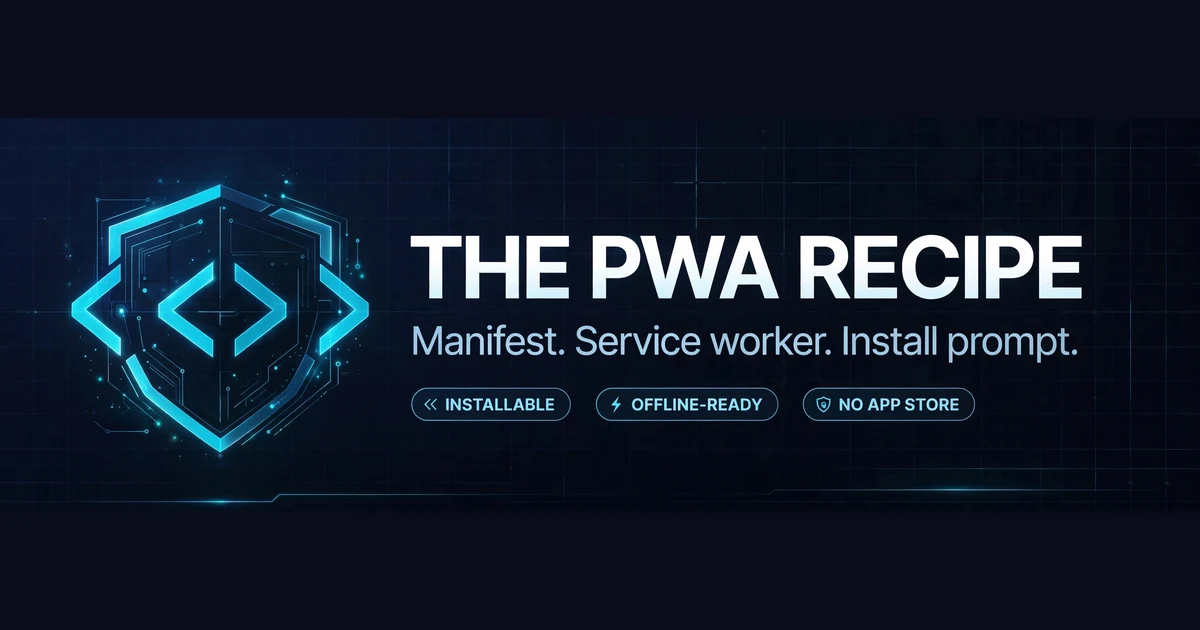 THE PWA RECIPE
Manifest. Service worker. Install prompt.
INSTALLABLE OFFLINE-READY NO APP STORE